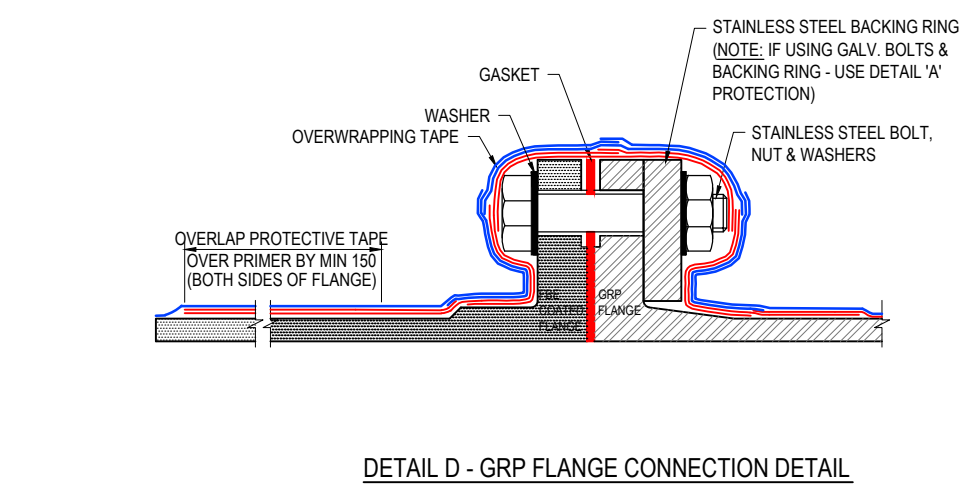 STAINLESS STEEL BACKING RING
(NOTE: IF USING GALV. BOLTS &
BACKING RING - USE DETAIL 'A'
PROTECTION)
GASKET
WASHER
OVERWRAPPING TAPE
STAINLESS STEEL BOLT,
NUT & WASHERS
OVERLAP PROTECTIVE TAPE
OVER PRIMER BY MIN 150
(BOTH SIDES OF FLANGE)
FBE
COATED
FLANGE
GRP
FLANGE
DETAIL D - GRP FLANGE CONNECTION DETAIL